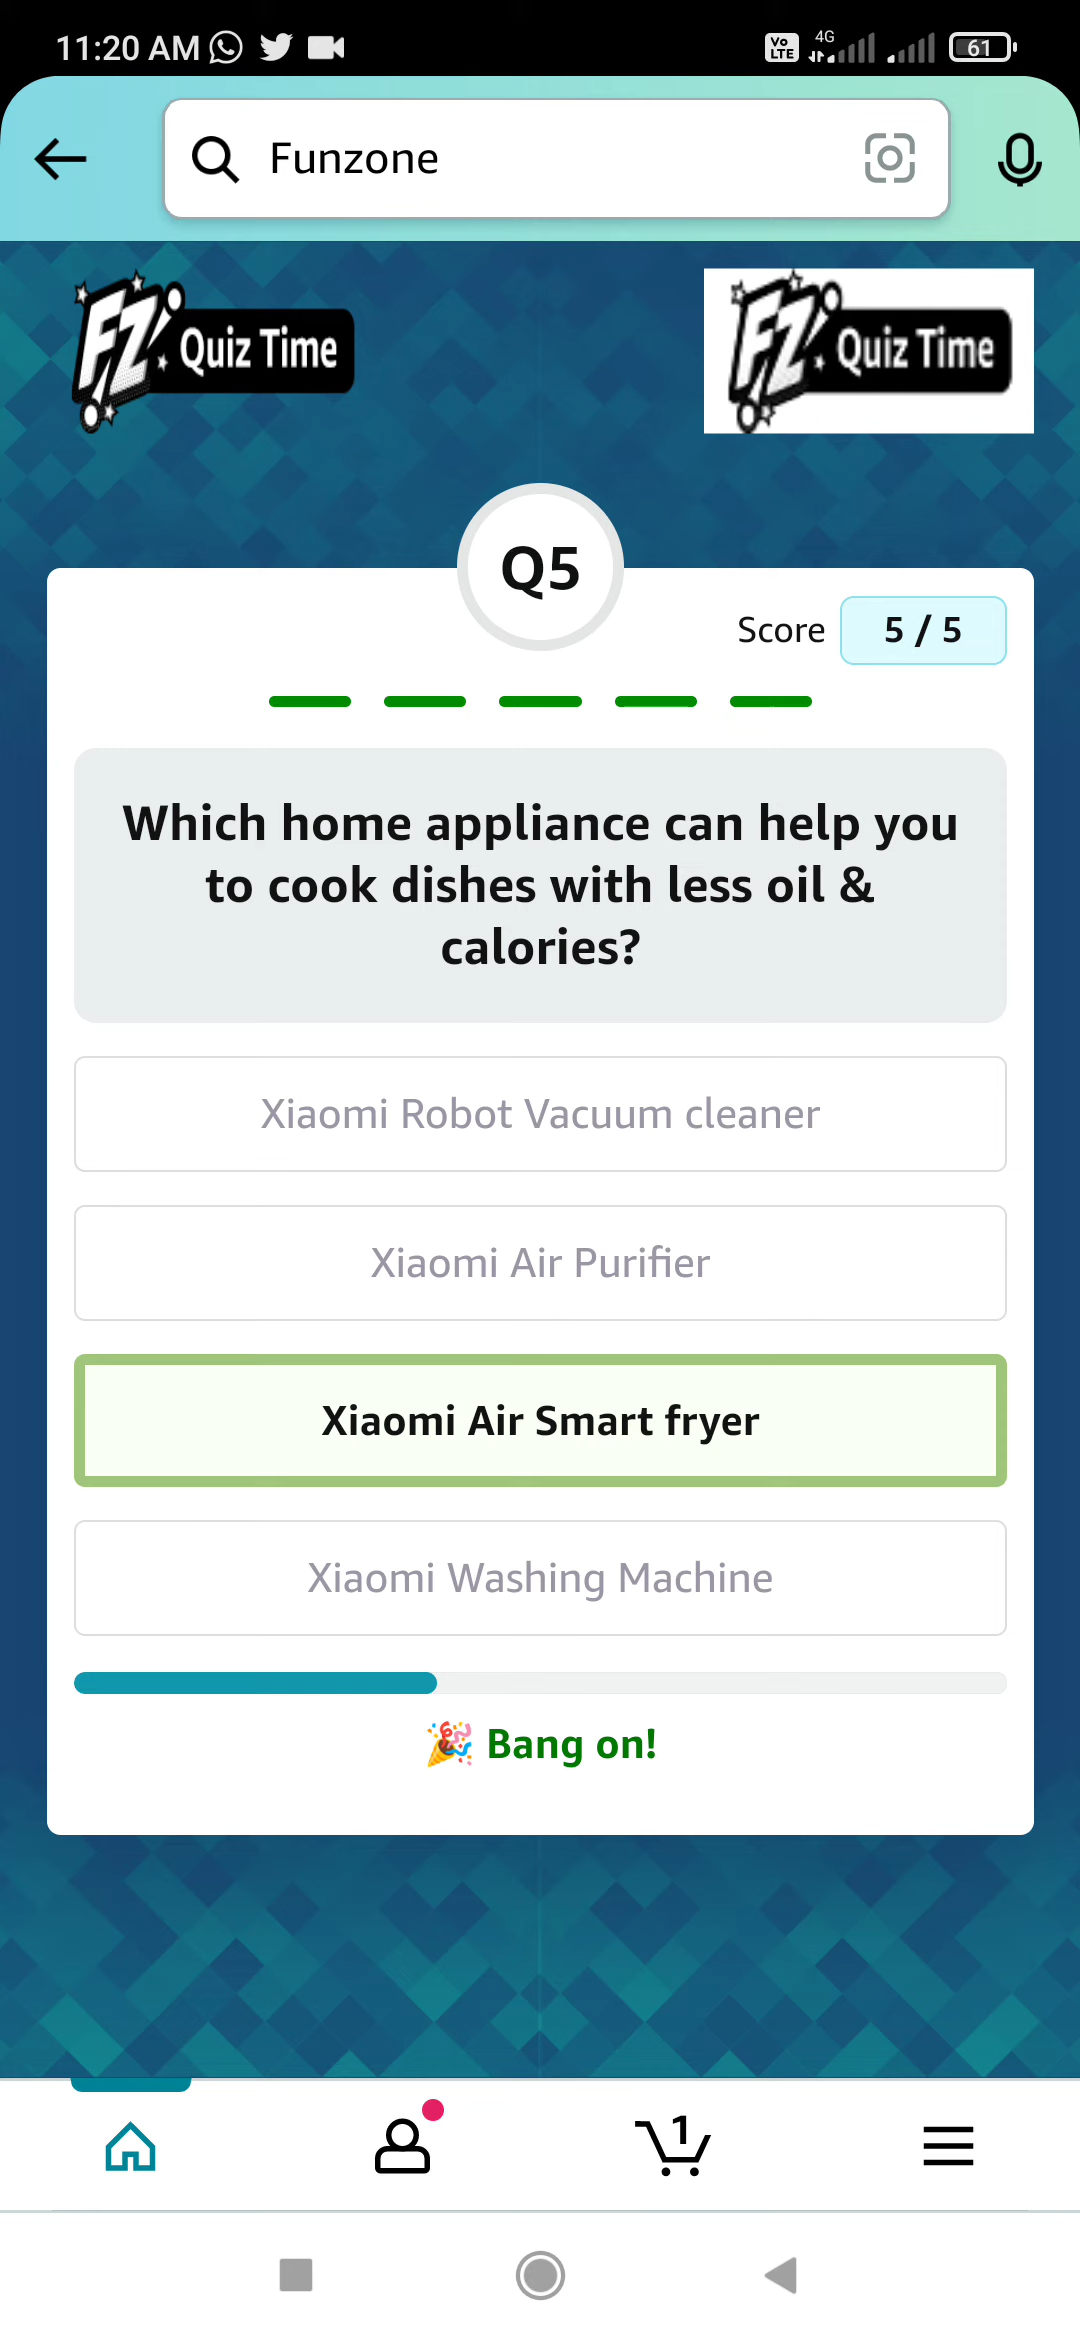 11:20 AM
Vo LTE
4G
61
Funzone
FZ! Quiz Time
FZ! Quiz Time
Q5
Score 5 / 5
Which home appliance can help you
to cook dishes with less oil &
calories?
Xiaomi Robot Vacuum cleaner
Xiaomi Air Purifier
Xiaomi Air Smart fryer
Xiaomi Washing Machine
🎉 Bang on!
1